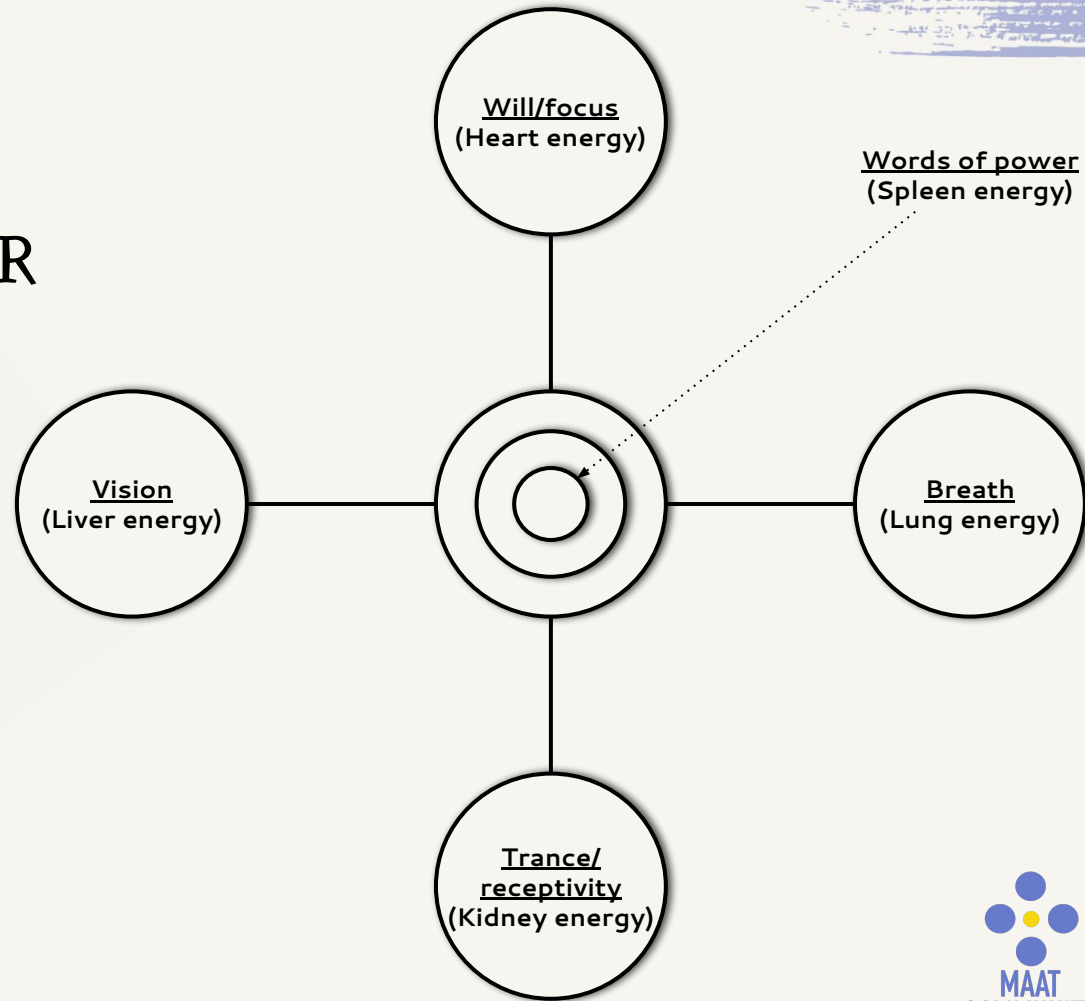 Will/focus
(Heart energy)
Words of power
(Spleen energy)
R
Vision
(Liver energy)
Breath
(Lung energy)
Trance/
receptivity
(Kidney energy)
MAAT